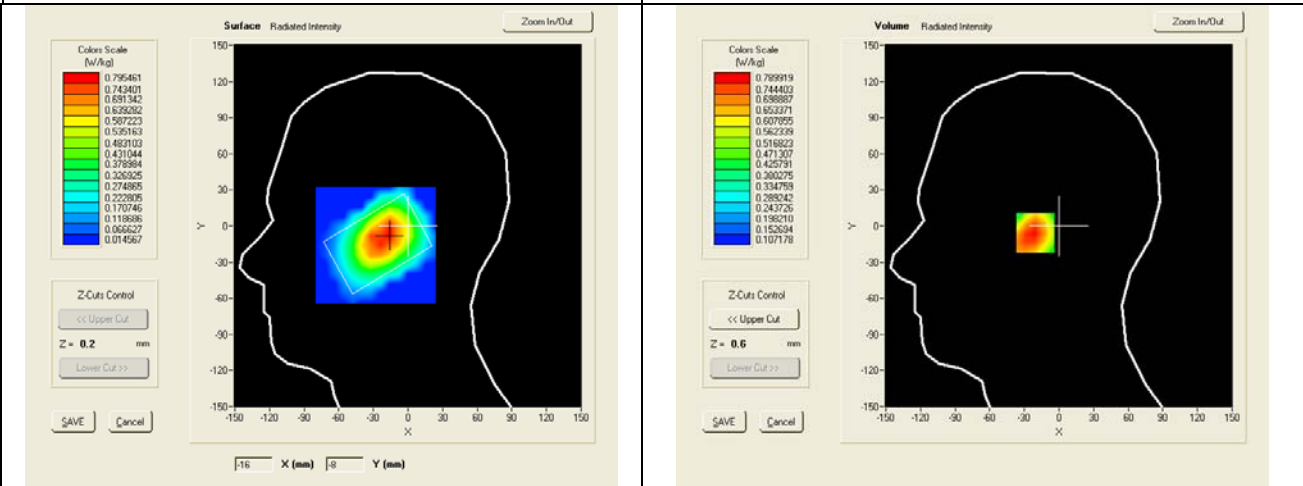 Surface Radiated Intensity
Zoom In/Out
Colors Scale
(W/kg)
0.795461
0.743401
0.691342
0.639282
0.587223
0.535163
0.483103
0.431044
0.378984
0.326925
0.274865
0.222805
0.170746
0.118686
0.066627
0.014567
150
120
90
60
30
0
-30
-60
-90
-120
-150
Y
-150 -120 -90 -60 -30 0 30 60 90 120 150
X
Z-Cuts Control
<< Upper Cut
Z = 0.2 mm
Lower Cut >>
SAVE Cancel
-16 X (mm) -8 Y (mm)
Volume Radiated Intensity
Zoom In/Out
Colors Scale
(W/kg)
0.789919
0.744403
0.698887
0.653371
0.607855
0.562339
0.516823
0.471307
0.425791
0.380275
0.334759
0.289242
0.243726
0.198210
0.152694
0.107178
150
120
90
60
30
0
-30
-60
-90
-120
-150
Y
-150 -120 -90 -60 -30 0 30 60 90 120 150
X
Z-Cuts Control
<< Upper Cut
Z = 0.6 mm
Lower Cut >>
SAVE Cancel